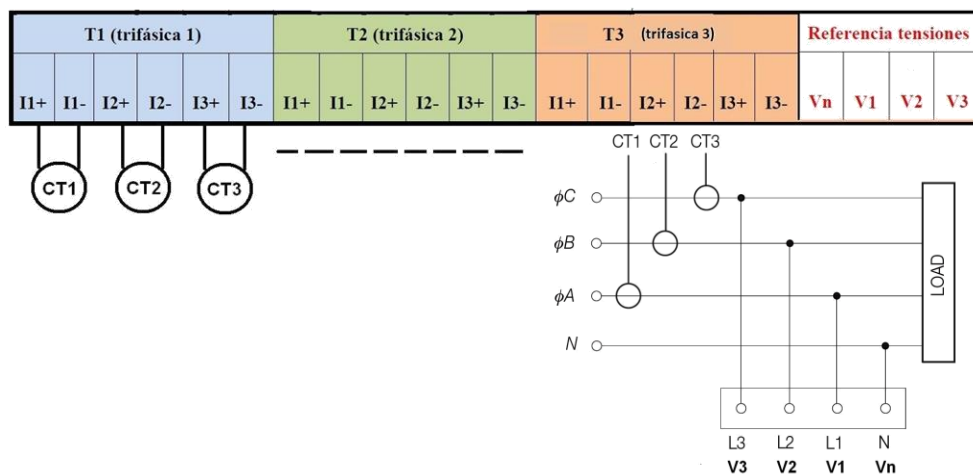 T1 (trifásica 1) T2 (trifásica 2) T3 (trifasica 3) Referencia tensiones
I1+ I1- I2+ I2- I3+ I3- I1+ I1- I2+ I2- I3+ I3- I1+ I1- I2+ I2- I3+ I3- Vn V1 V2 V3
CT1 CT2 CT3
CT1 CT2 CT3
ϕC
ϕB
ϕA
N
LOAD
L3 L2 L1 N
V3 V2 V1 Vn